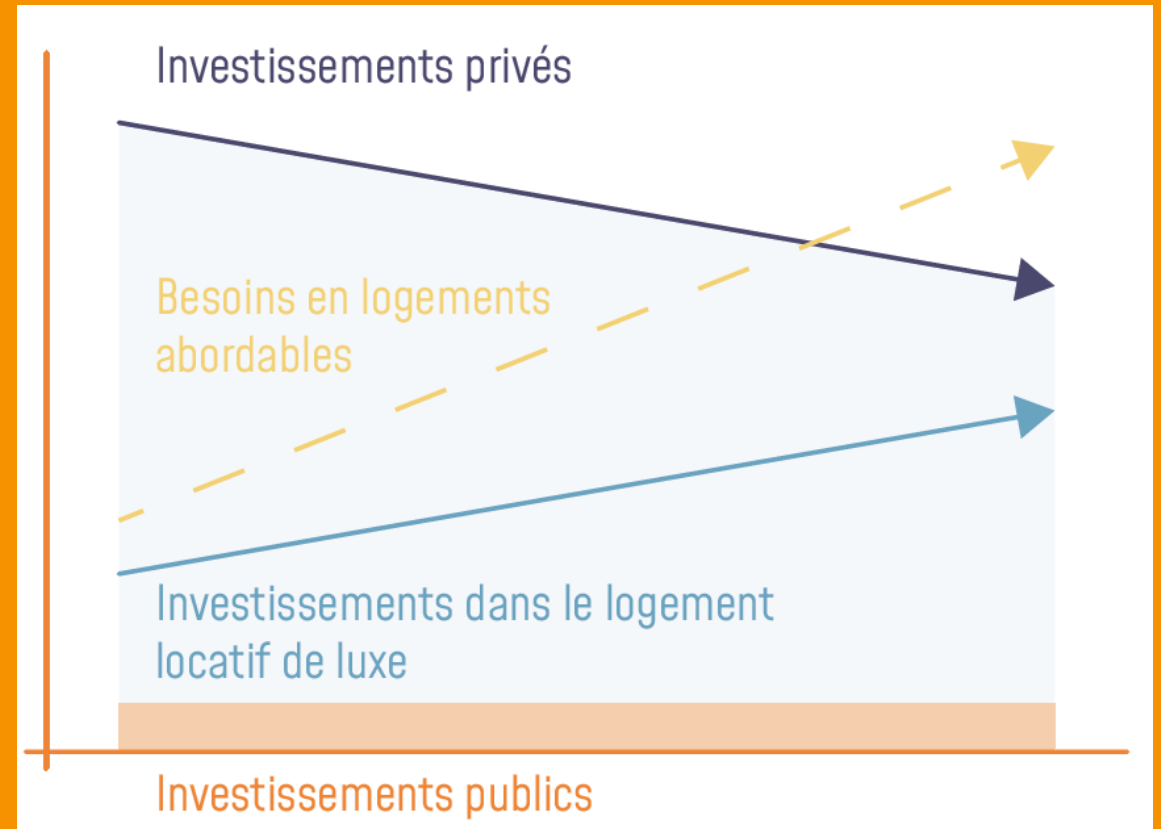 Investissements privés
Besoins en logements
abordables
Investissements dans le logement
locatif de luxe
Investissements publics